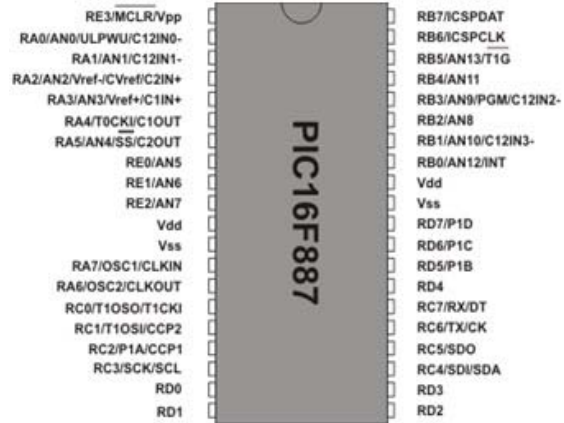 RE3/MCLR/Vpp
RA0/AN0/ULPWU/C12IN0-
RA1/AN1/C12IN1-
RA2/AN2/Vref-/CVref/C2IN+
RA3/AN3/Vref+/C1IN+
RA4/T0CKI/C1OUT
RA5/AN4/SS/C2OUT
RE0/AN5
RE1/AN6
RE2/AN7
Vdd
Vss
RA7/OSC1/CLKIN
RA6/OSC2/CLKOUT
RC0/T1OSO/T1CKI
RC1/T1OSI/CCP2
RC2/P1A/CCP1
RC3/SCK/SCL
RD0
RD1
PIC16F887
RB7/ICSPDAT
RB6/ICSPCLK
RB5/AN13/T1G
RB4/AN11
RB3/AN9/PGM/C12IN2-
RB2/AN8
RB1/AN10/C12IN3-
RB0/AN12/INT
Vdd
Vss
RD7/P1D
RD6/P1C
RD5/P1B
RD4
RC7/RX/DT
RC6/TX/CK
RC5/SDO
RC4/SDI/SDA
RD3
RD2